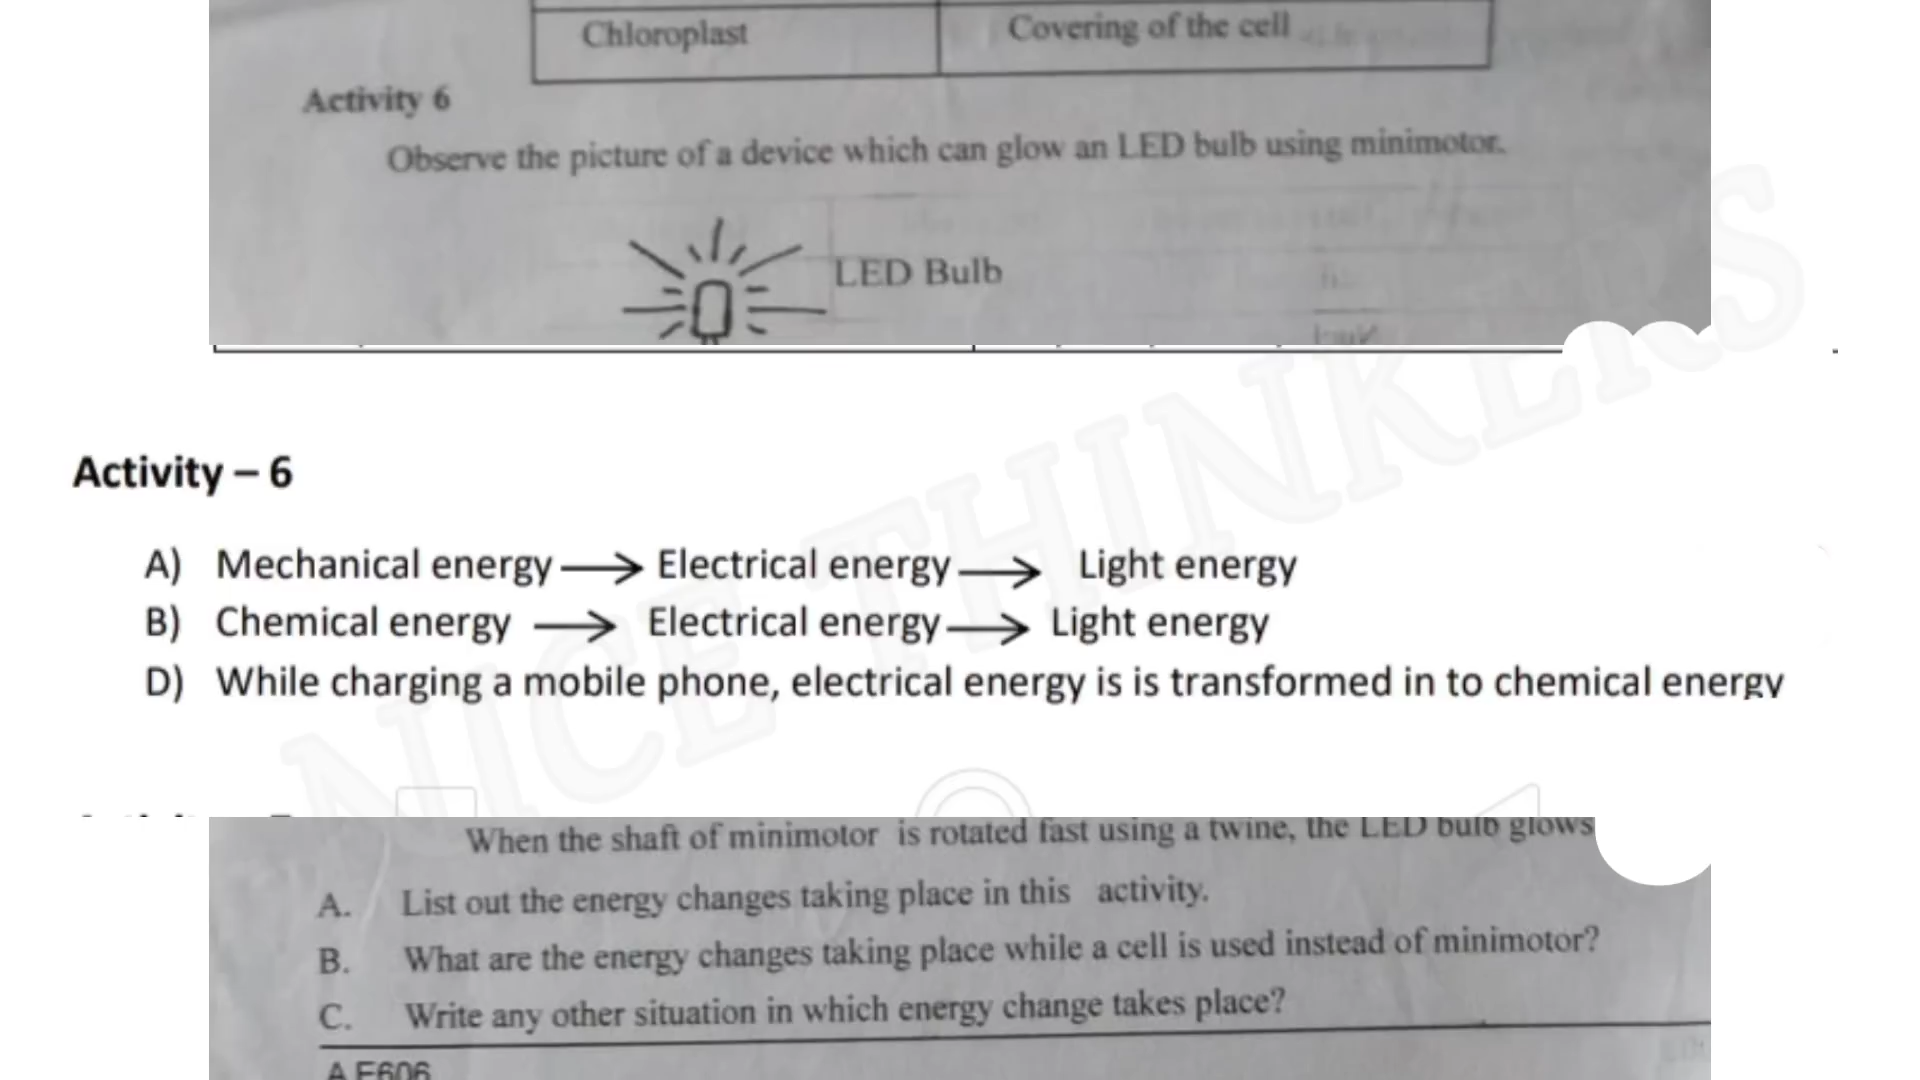 Chloroplast Covering of the cell
Activity 6
Observe the picture of a device which can glow an LED bulb using minimotor.
LED Bulb
NICE THINKERS
Activity – 6
A) Mechanical energy → Electrical energy → Light energy
B) Chemical energy → Electrical energy → Light energy
D) While charging a mobile phone, electrical energy is is transformed in to chemical energy
When the shaft of minimotor is rotated fast using a twine, the LED bulb glows
A. List out the energy changes taking place in this activity.
B. What are the energy changes taking place while a cell is used instead of minimotor?
C. Write any other situation in which energy change takes place?
A E606